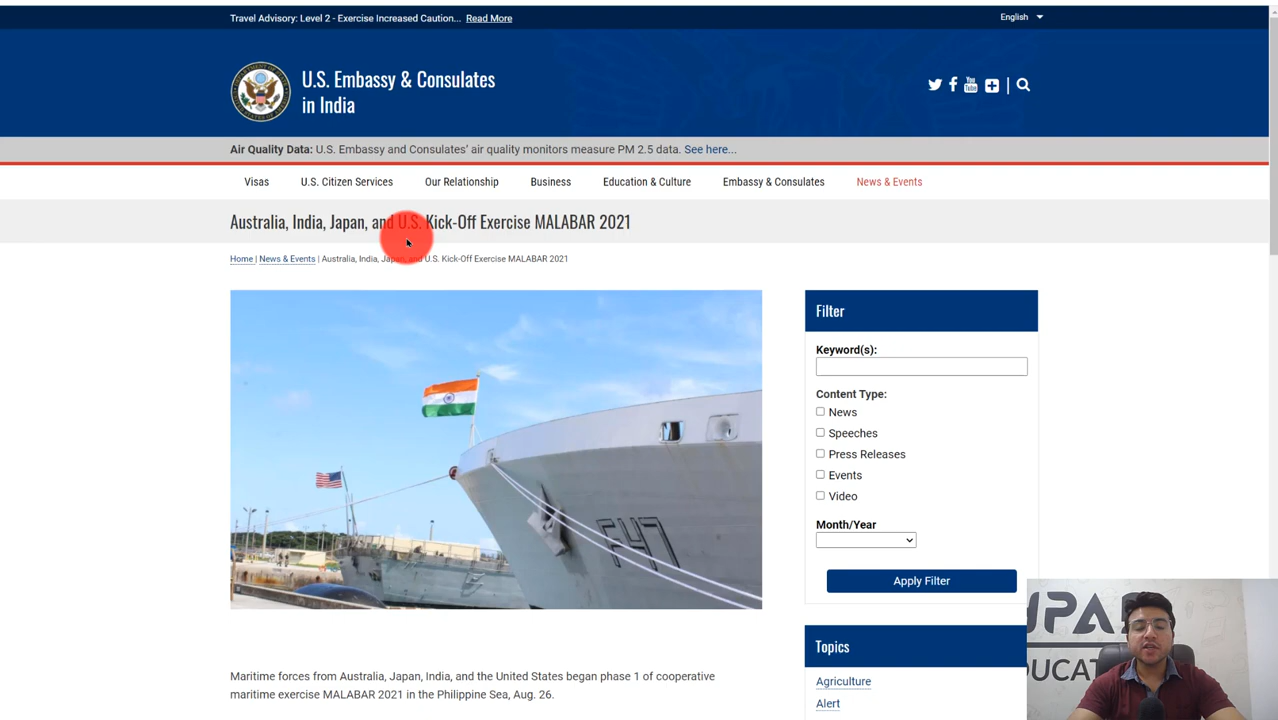 Travel Advisory: Level 2 - Exercise Increased Caution... Read More
English
U.S. Embassy & Consulates
in India
You
Tube
Air Quality Data: U.S. Embassy and Consulates' air quality monitors measure PM 2.5 data. See here...
Visas U.S. Citizen Services Our Relationship Business Education & Culture Embassy & Consulates News & Events
Australia, India, Japan, and U.S. Kick-Off Exercise MALABAR 2021
Home | News & Events | Australia, India, Japan, and U.S. Kick-Off Exercise MALABAR 2021
F47
Maritime forces from Australia, Japan, India, and the United States began phase 1 of cooperative
maritime exercise MALABAR 2021 in the Philippine Sea, Aug. 26.
Filter
Keyword(s):
Content Type:
News
Speeches
Press Releases
Events
Video
Month/Year
Apply Filter
Topics
Agriculture
Alert